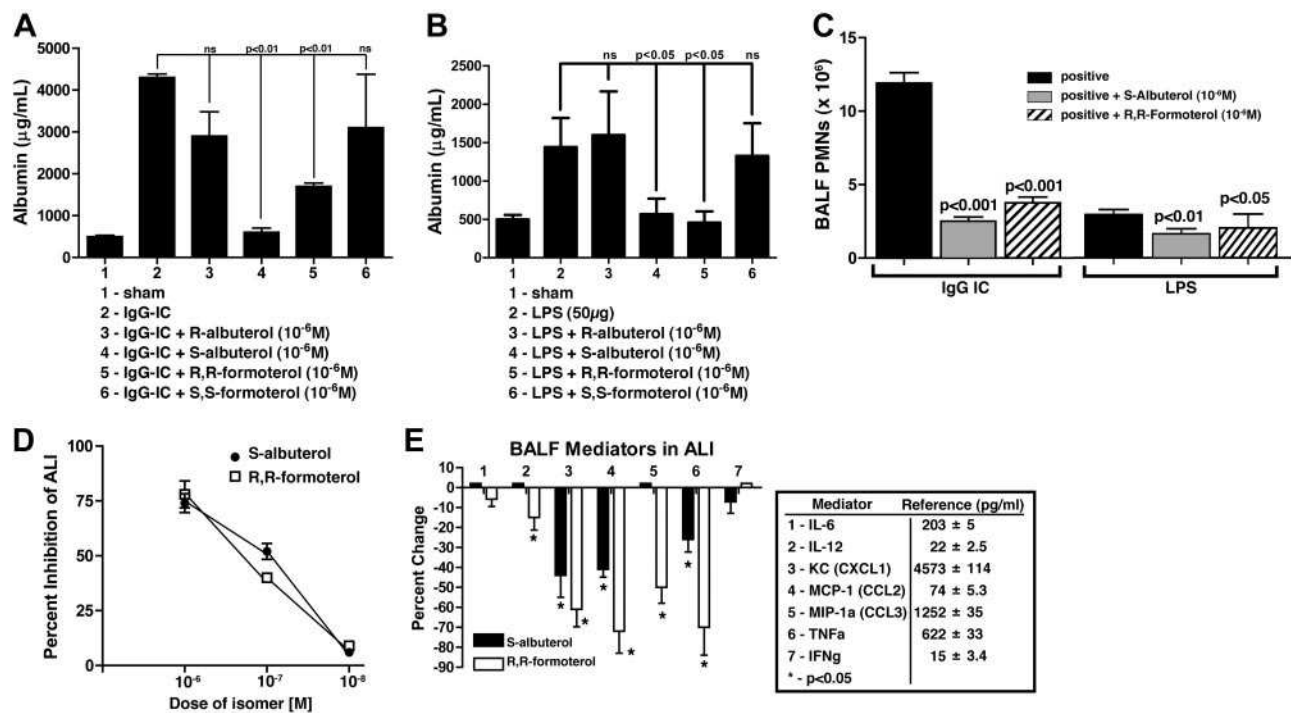 A
Albumin (µg/mL)
5000
4000
3000
2000
1000
0
ns
p<0.01
p<0.01
ns
1 2 3 4 5 6
1 - sham
2 - IgG-IC
3 - IgG-IC + R-albuterol (10⁻⁶M)
4 - IgG-IC + S-albuterol (10⁻⁶M)
5 - IgG-IC + R,R-formoterol (10⁻⁶M)
6 - IgG-IC + S,S-formoterol (10⁻⁶M)
B
Albumin (µg/mL)
2500
2000
1500
1000
500
0
ns
p<0.05
p<0.05
ns
1 2 3 4 5 6
1 - sham
2 - LPS (50µg)
3 - LPS + R-albuterol (10⁻⁶M)
4 - LPS + S-albuterol (10⁻⁶M)
5 - LPS + R,R-formoterol (10⁻⁶M)
6 - LPS + S,S-formoterol (10⁻⁶M)
C
BALF PMNs (x 10⁶)
15
10
5
0
positive
positive + S-Albuterol
positive + R,R-Formoterol
p<0.001
p<0.001
p<0.01
p<0.05
IgG IC
LPS
D
Percent Inhibition of ALI
100
75
50
25
0
S-albuterol
R,R-formoterol
10⁻⁶ 10⁻⁷ 10⁻⁸
Dose of isomer [M]
E
BALF Mediators in ALI
1 2 3 4 5 6 7
Percent Change
10
0
-10
-20
-30
-40
-50
-60
-70
-80
-90
* * * * * * * *
S-albuterol
R,R-formoterol
Mediator Reference (pg/ml)
1 - IL-6 203 ± 5
2 - IL-12 22 ± 2.5
3 - KC (CXCL1) 4573 ± 114
4 - MCP-1 (CCL2) 74 ± 5.3
5 - MIP-1a (CCL3) 1252 ± 35
6 - TNFa 622 ± 33
7 - IFNg 15 ± 3.4
* - p<0.05